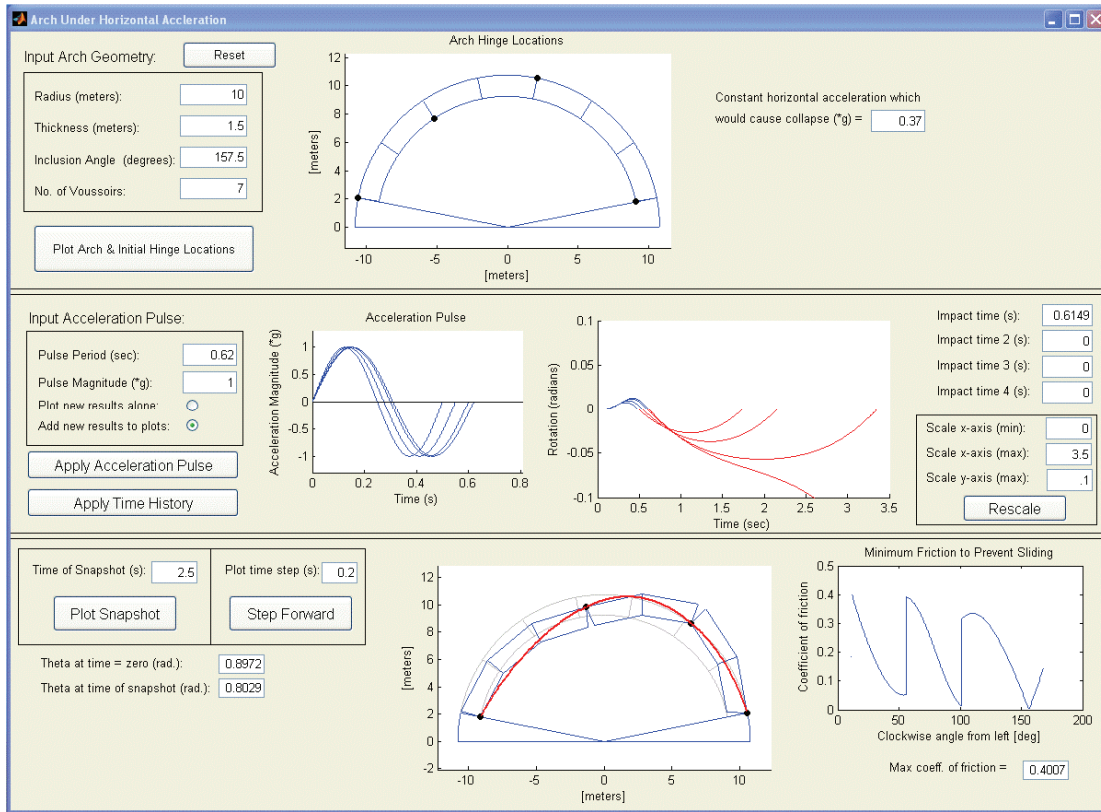 Arch Under Horizontal Accleration
Input Arch Geometry:
Reset
Radius (meters):
10
Thickness (meters):
1.5
Inclusion Angle (degrees):
157.5
No. of Voussoirs:
7
Plot Arch & Initial Hinge Locations
Arch Hinge Locations
12
10
8
6
4
2
0
[meters]
-10
-5
0
5
10
[meters]
Constant horizontal acceleration which
would cause collapse (*g) =
0.37
Input Acceleration Pulse:
Pulse Period (sec):
0.62
Pulse Magnitude (*g):
1
Plot new results alone:
Add new results to plots:
Apply Acceleration Pulse
Apply Time History
Acceleration Pulse
Acceleration Magnitude (*g)
1
0.5
0
-0.5
-1
0
0.2
0.4
0.6
0.8
Time (s)
Rotation (radians)
0.1
0.05
0
-0.05
-0.1
0
0.5
1
1.5
2
2.5
3
3.5
Time (sec)
Impact time (s):
0.6149
Impact time 2 (s):
0
Impact time 3 (s):
0
Impact time 4 (s):
0
Scale x-axis (min):
0
Scale x-axis (max):
3.5
Scale y-axis (max):
.1
Rescale
Time of Snapshot (s):
2.5
Plot Snapshot
Plot time step (s):
0.2
Step Forward
Theta at time = zero (rad.):
0.8972
Theta at time of snapshot (rad.):
0.8029
12
10
8
6
4
2
0
-2
[meters]
-10
-5
0
5
10
[meters]
Minimum Friction to Prevent Sliding
Coefficient of friction
0.5
0.4
0.3
0.2
0.1
0
0
50
100
150
200
Clockwise angle from left [deg]
Max coeff. of friction =
0.4007